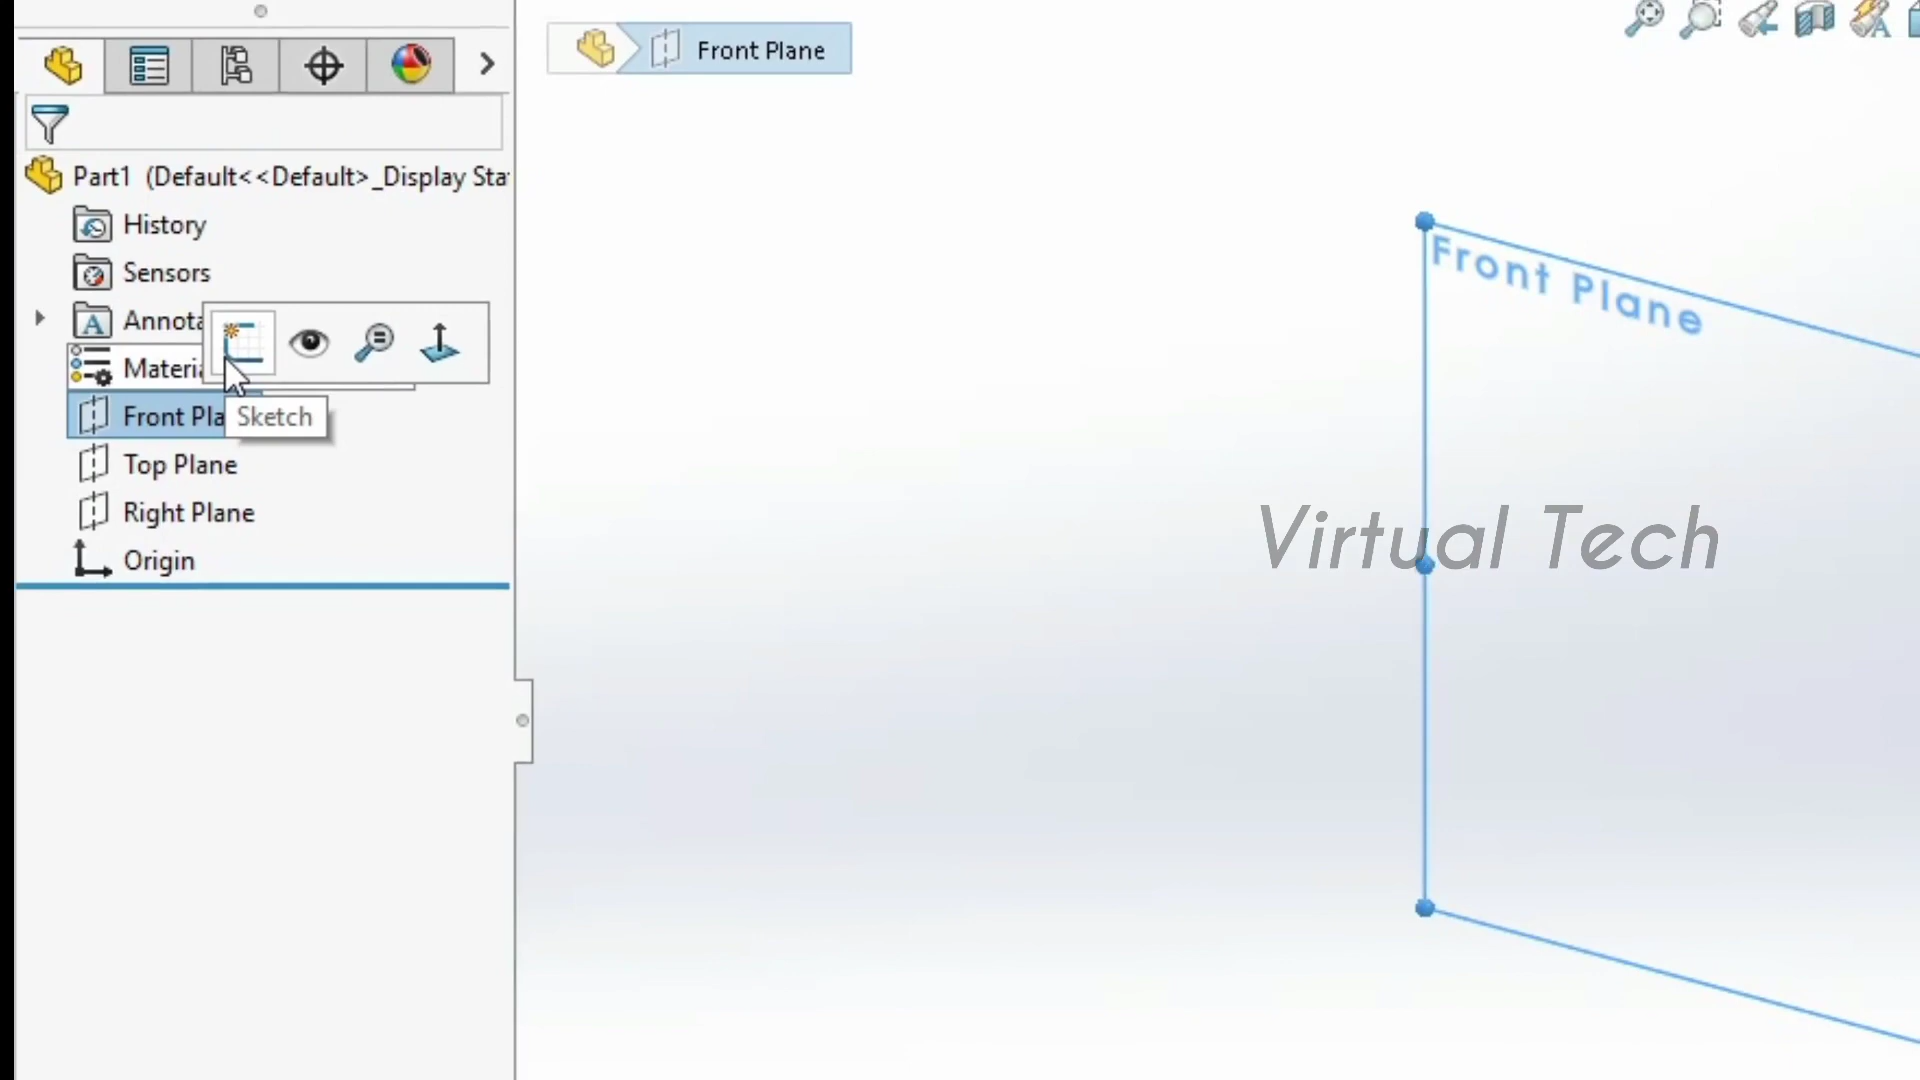 Front Plane
Part1 (Default<<Default>_Display Sta
History
Sensors
Annota
Materia
Front Pla
Sketch
Top Plane
Right Plane
Origin
Front Plane
Virtual Tech